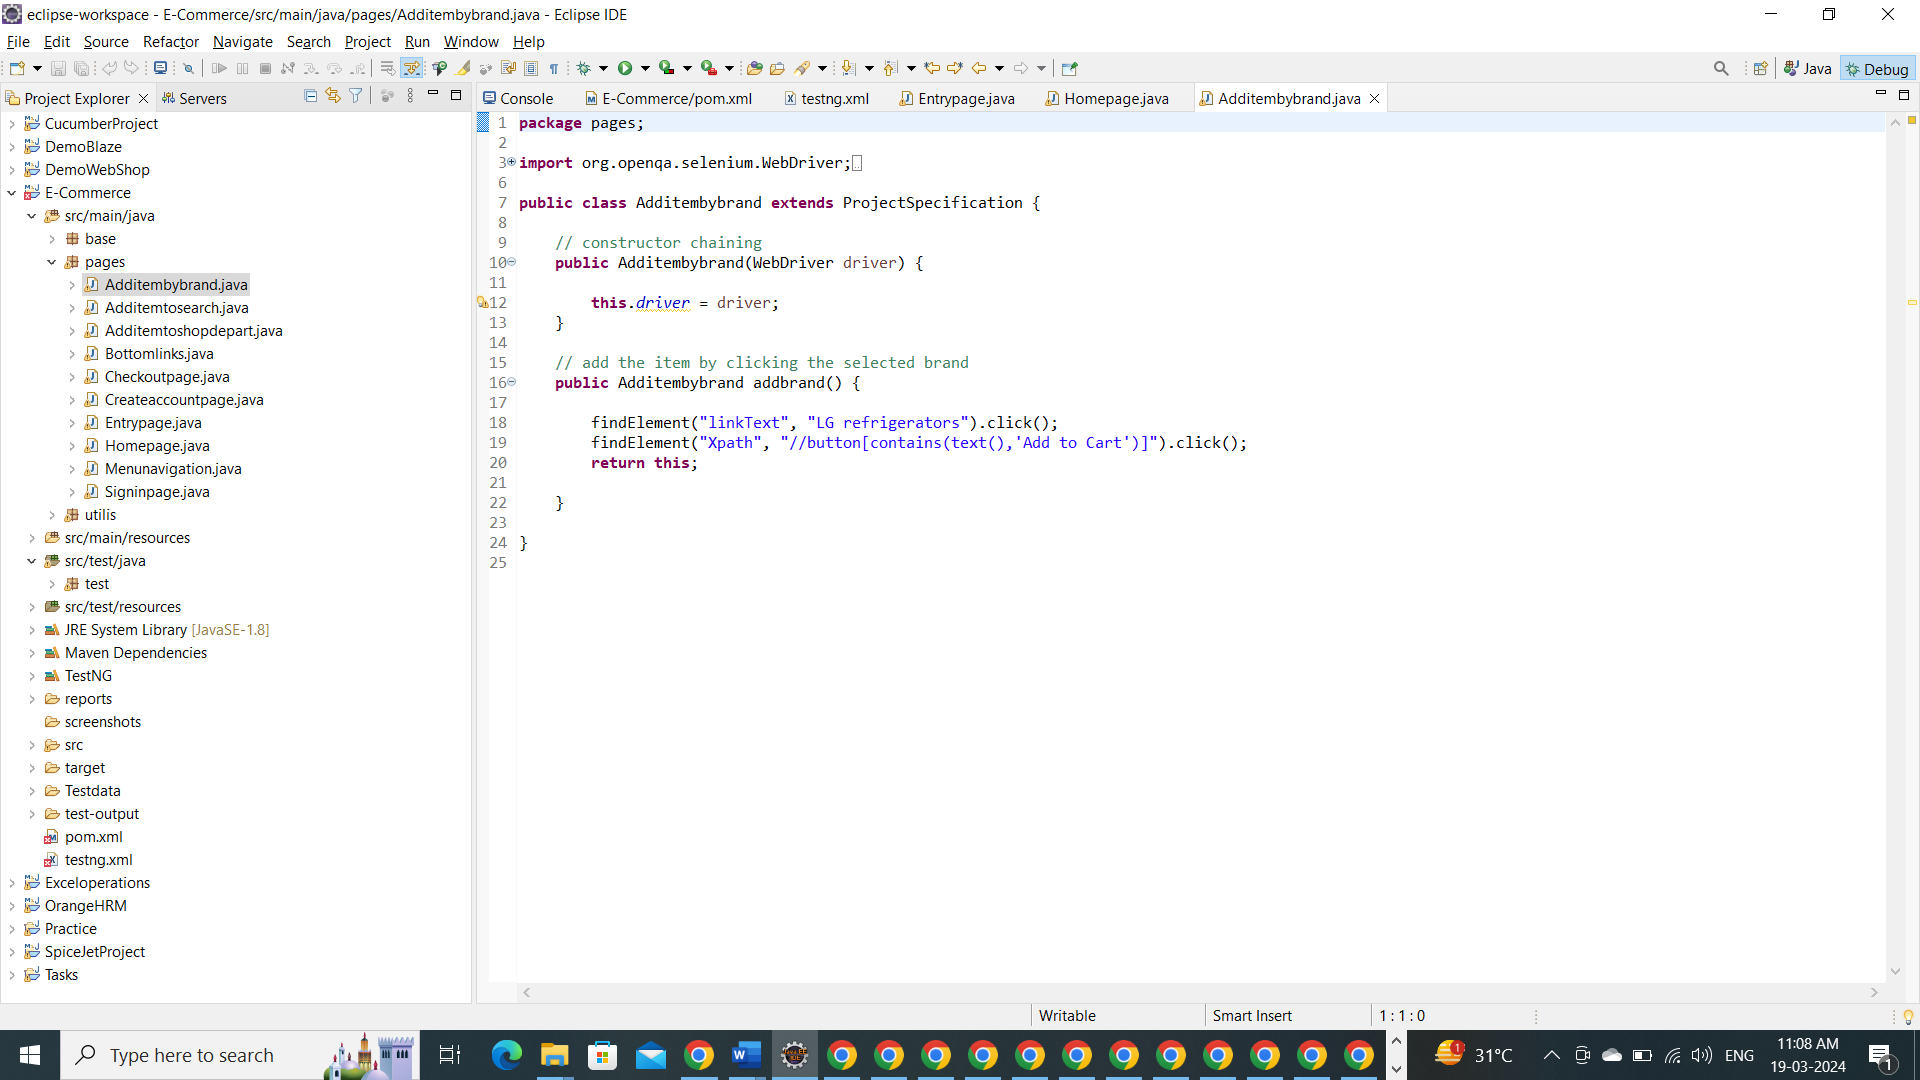 eclipse-workspace - E-Commerce/src/main/java/pages/Additembybrand.java - Eclipse IDE
File Edit Source Refactor Navigate Search Project Run Window Help
Java Debug
Project Explorer Servers
Console E-Commerce/pom.xml testng.xml Entrypage.java Homepage.java Additembybrand.java
CucumberProject
DemoBlaze
DemoWebShop
E-Commerce
src/main/java
base
pages
Additembybrand.java
Additemtosearch.java
Additemtoshopdepart.java
Bottomlinks.java
Checkoutpage.java
Createaccountpage.java
Entrypage.java
Homepage.java
Menunavigation.java
Signinpage.java
utilis
src/main/resources
src/test/java
test
src/test/resources
JRE System Library [JavaSE-1.8]
Maven Dependencies
TestNG
reports
screenshots
src
target
Testdata
test-output
pom.xml
testng.xml
Exceloperations
OrangeHRM
Practice
SpiceJetProject
Tasks
1 package pages;
2
3 import org.openqa.selenium.WebDriver;
6
7 public class Additembybrand extends ProjectSpecification {
8
9 // constructor chaining
10 public Additembybrand(WebDriver driver) {
11
12 this.driver = driver;
13 }
14
15 // add the item by clicking the selected brand
16 public Additembybrand addbrand() {
17
18 findElement("linkText", "LG refrigerators").click();
19 findElement("Xpath", "//button[contains(text(),'Add to Cart')]").click();
20 return this;
21
22 }
23
24 }
25
Writable Smart Insert 1 : 1 : 0
Type here to search
1 31°C ENG
11:08 AM
19-03-2024
1